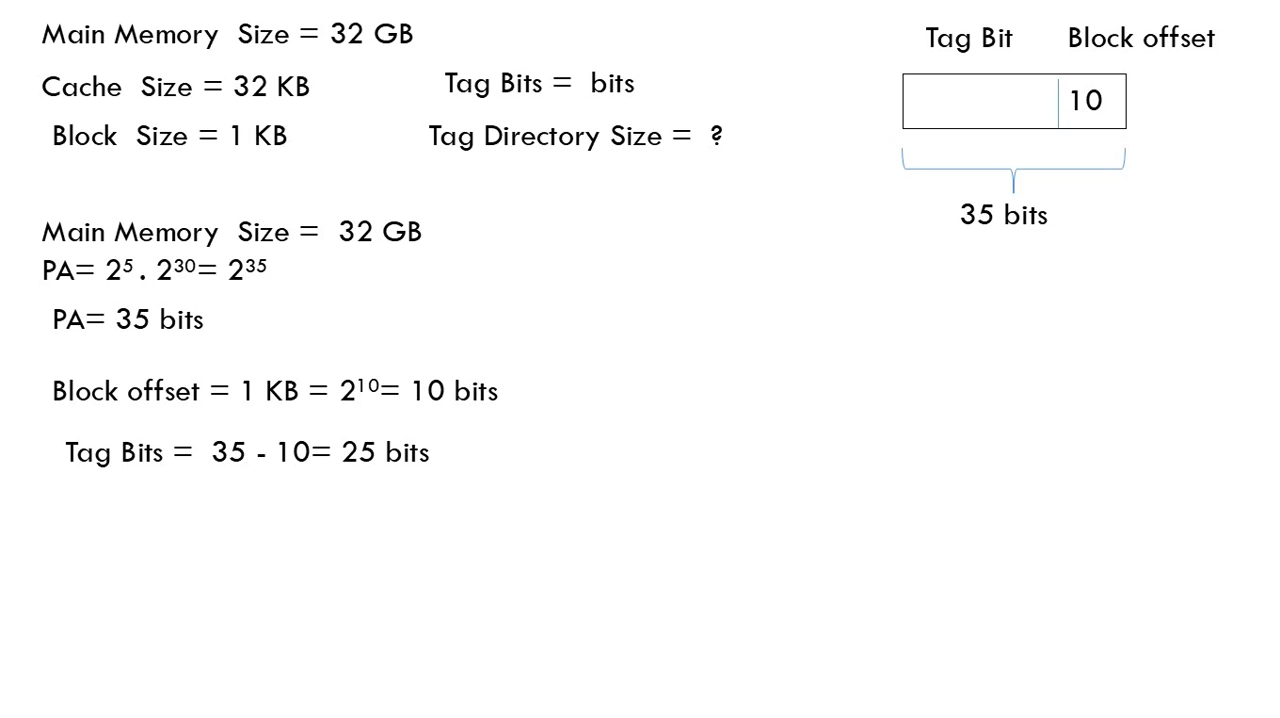 Main Memory Size = 32 GB
Cache Size = 32 KB
Tag Bits = bits
Block Size = 1 KB
Tag Directory Size = ?
Tag Bit Block offset
10
35 bits
Main Memory Size = 32 GB
PA= 2⁵ . 2³⁰= 2³⁵
PA= 35 bits
Block offset = 1 KB = 2¹⁰= 10 bits
Tag Bits = 35 - 10= 25 bits